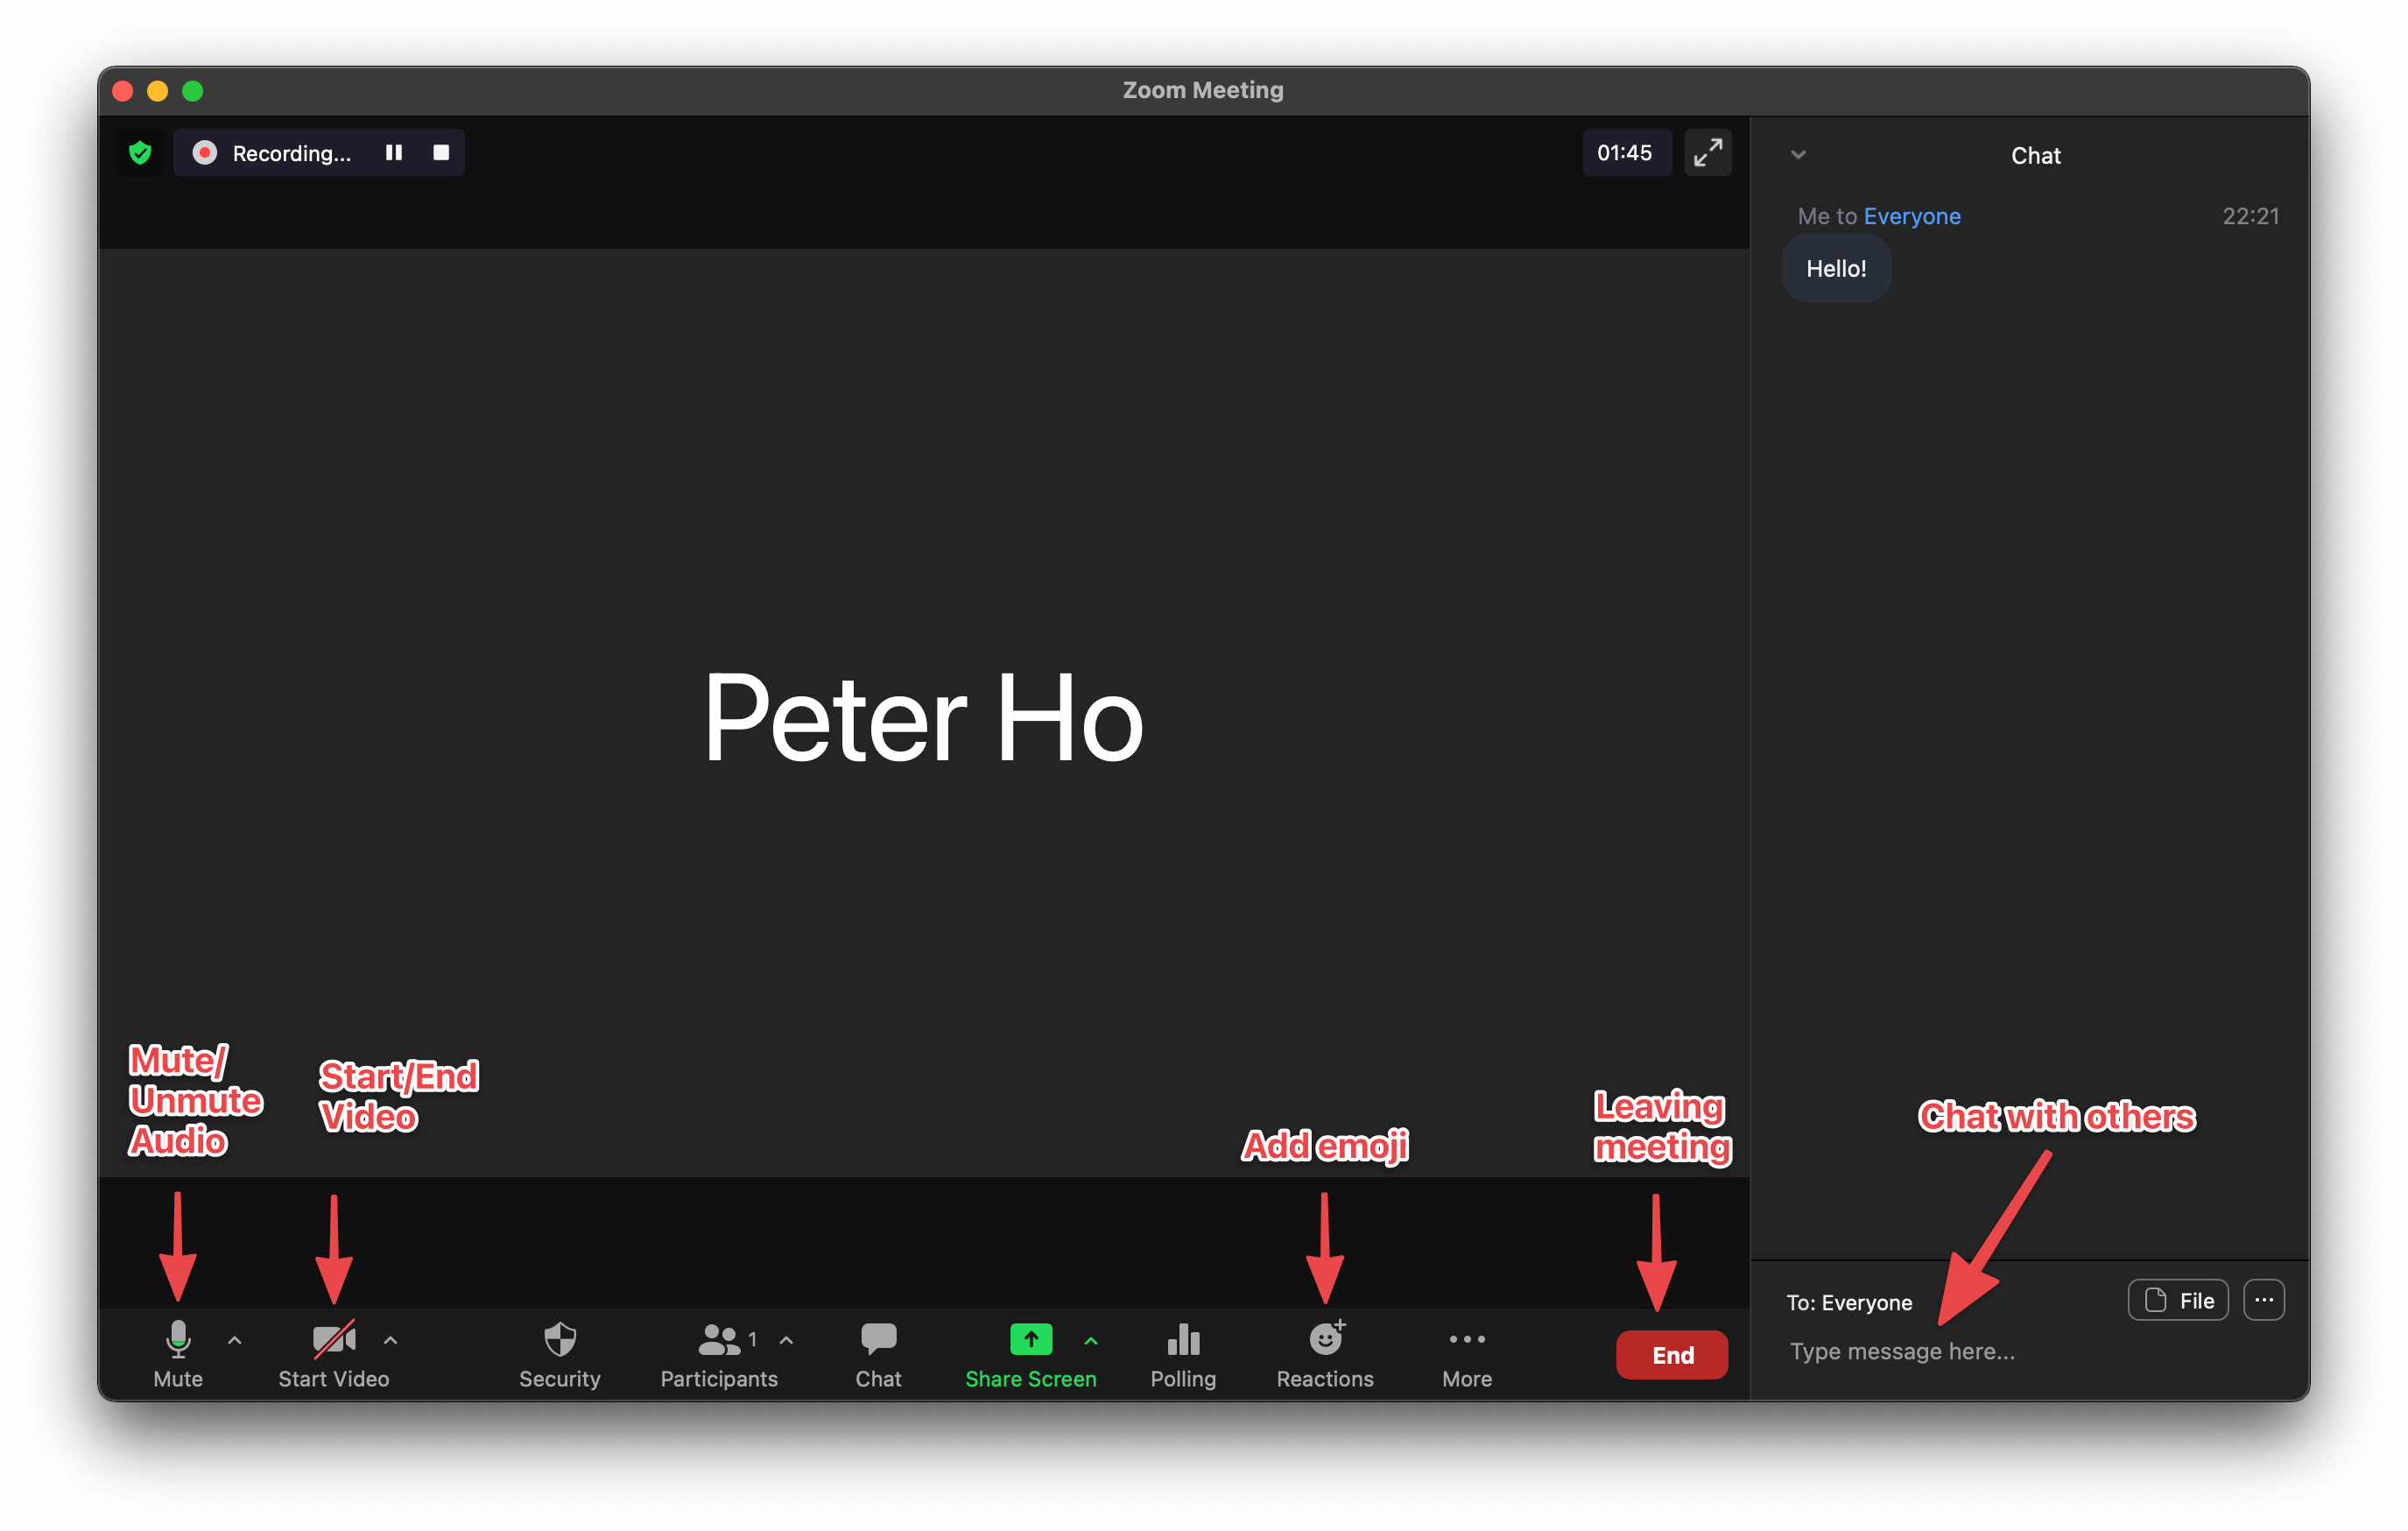 Zoom Meeting
Recording...
01:45
Chat
Me to Everyone
22:21
Hello!
Peter Ho
Mute/
Unmute
Audio
Start/End
Video
Add emoji
Leaving
meeting
Chat with others
To: Everyone
File
Type message here...
Mute
Start Video
Security
1
Participants
Chat
Share Screen
Polling
Reactions
More
End